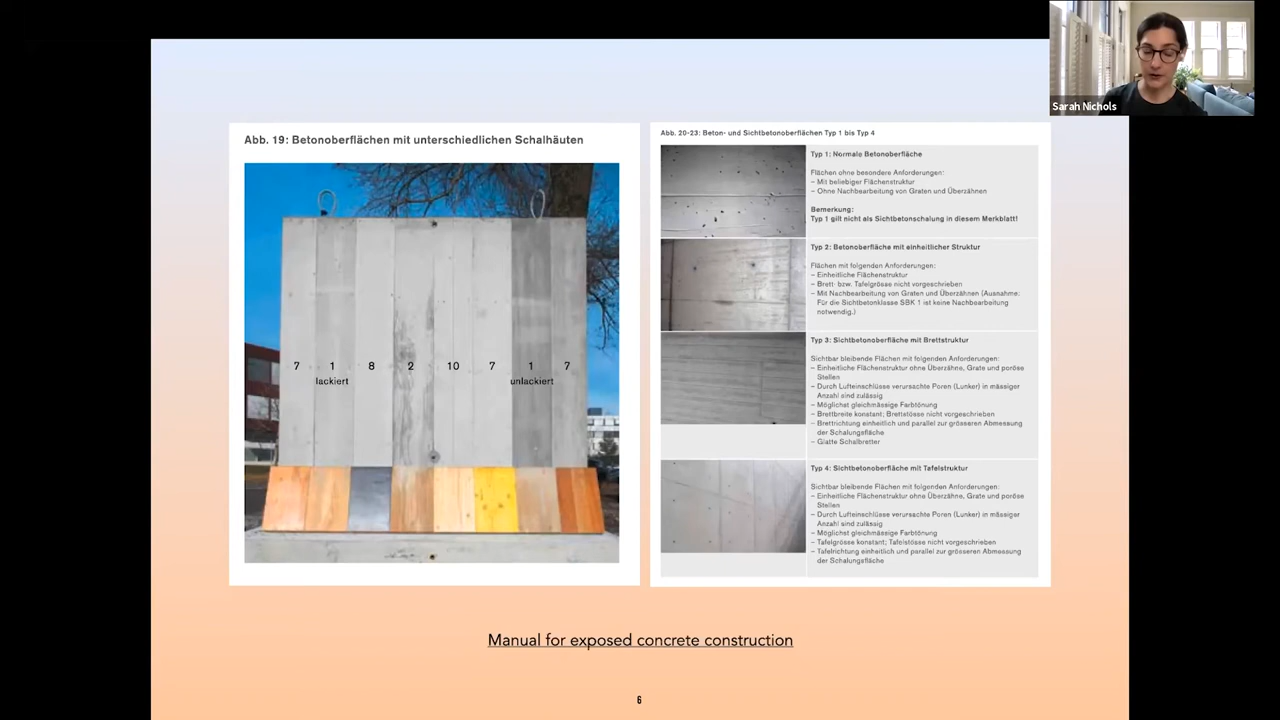 Sarah Nichols
Abb. 19: Betonoberflächen mit unterschiedlichen Schalhäuten
7 1 8 2 10 7 1 7
lackiert unlackiert
Abb. 20-23: Beton- und Sichtbetonoberflächen Typ 1 bis Typ 4
Typ 1: Normale Betonoberfläche
Flächen ohne besondere Anforderungen:
– Mit beliebiger Flächenstruktur
– Ohne Nachbearbeitung von Graten und Überzähnen
Bemerkung:
Typ 1 gilt nicht als Sichtbetonschalung in diesem Merkblatt!
Typ 2: Betonoberfläche mit einheitlicher Struktur
Flächen mit folgenden Anforderungen:
– Einheitliche Flächenstruktur
– Brett- bzw. Tafelgrösse nicht vorgeschrieben
– Mit Nachbearbeitung von Graten und Überzähnen (Ausnahme:
Für die Sichtbetonklasse SBK 1 ist keine Nachbearbeitung
notwendig.)
Typ 3: Sichtbetonoberfläche mit Brettstruktur
Sichtbar bleibende Flächen mit folgenden Anforderungen:
– Einheitliche Flächenstruktur ohne Überzähne, Grate und poröse
Stellen
– Durch Lufteinschlüsse verursachte Poren (Lunker) in mässiger
Anzahl sind zulässig
– Möglichst gleichmässige Farbtönung
– Brettbreite konstant; Brettstösse nicht vorgeschrieben
– Brettrichtung einheitlich und parallel zur grösseren Abmessung
der Schalungsfläche
– Glatte Schalbretter
Typ 4: Sichtbetonoberfläche mit Tafelstruktur
Sichtbar bleibende Flächen mit folgenden Anforderungen:
– Einheitliche Flächenstruktur ohne Überzähne, Grate und poröse
Stellen
– Durch Lufteinschlüsse verursachte Poren (Lunker) in mässiger
Anzahl sind zulässig
– Möglichst gleichmässige Farbtönung
– Tafelgrösse konstant; Tafelstösse nicht vorgeschrieben
– Tafelrichtung einheitlich und parallel zur grösseren Abmessung
der Schalungsfläche
Manual for exposed concrete construction
6